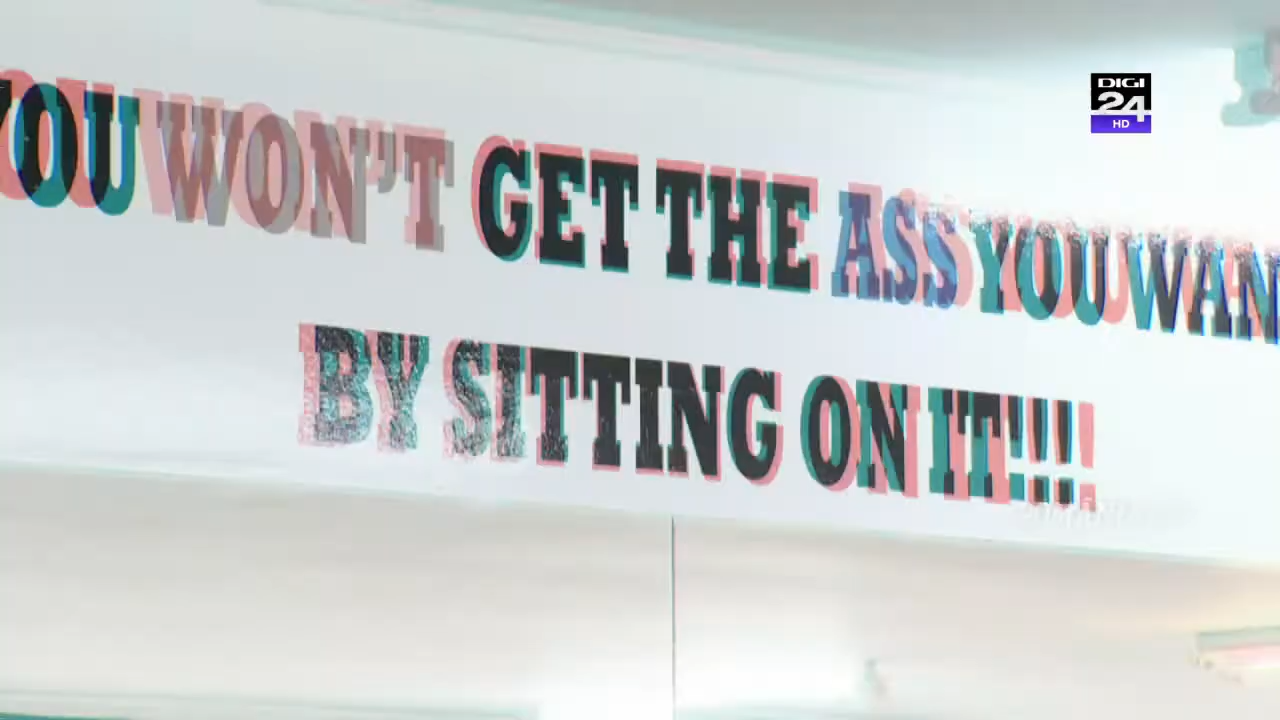 DIGI
24
HD
YOU WON'T GET THE ASS YOU WAN
BY SITTING ON IT!!!